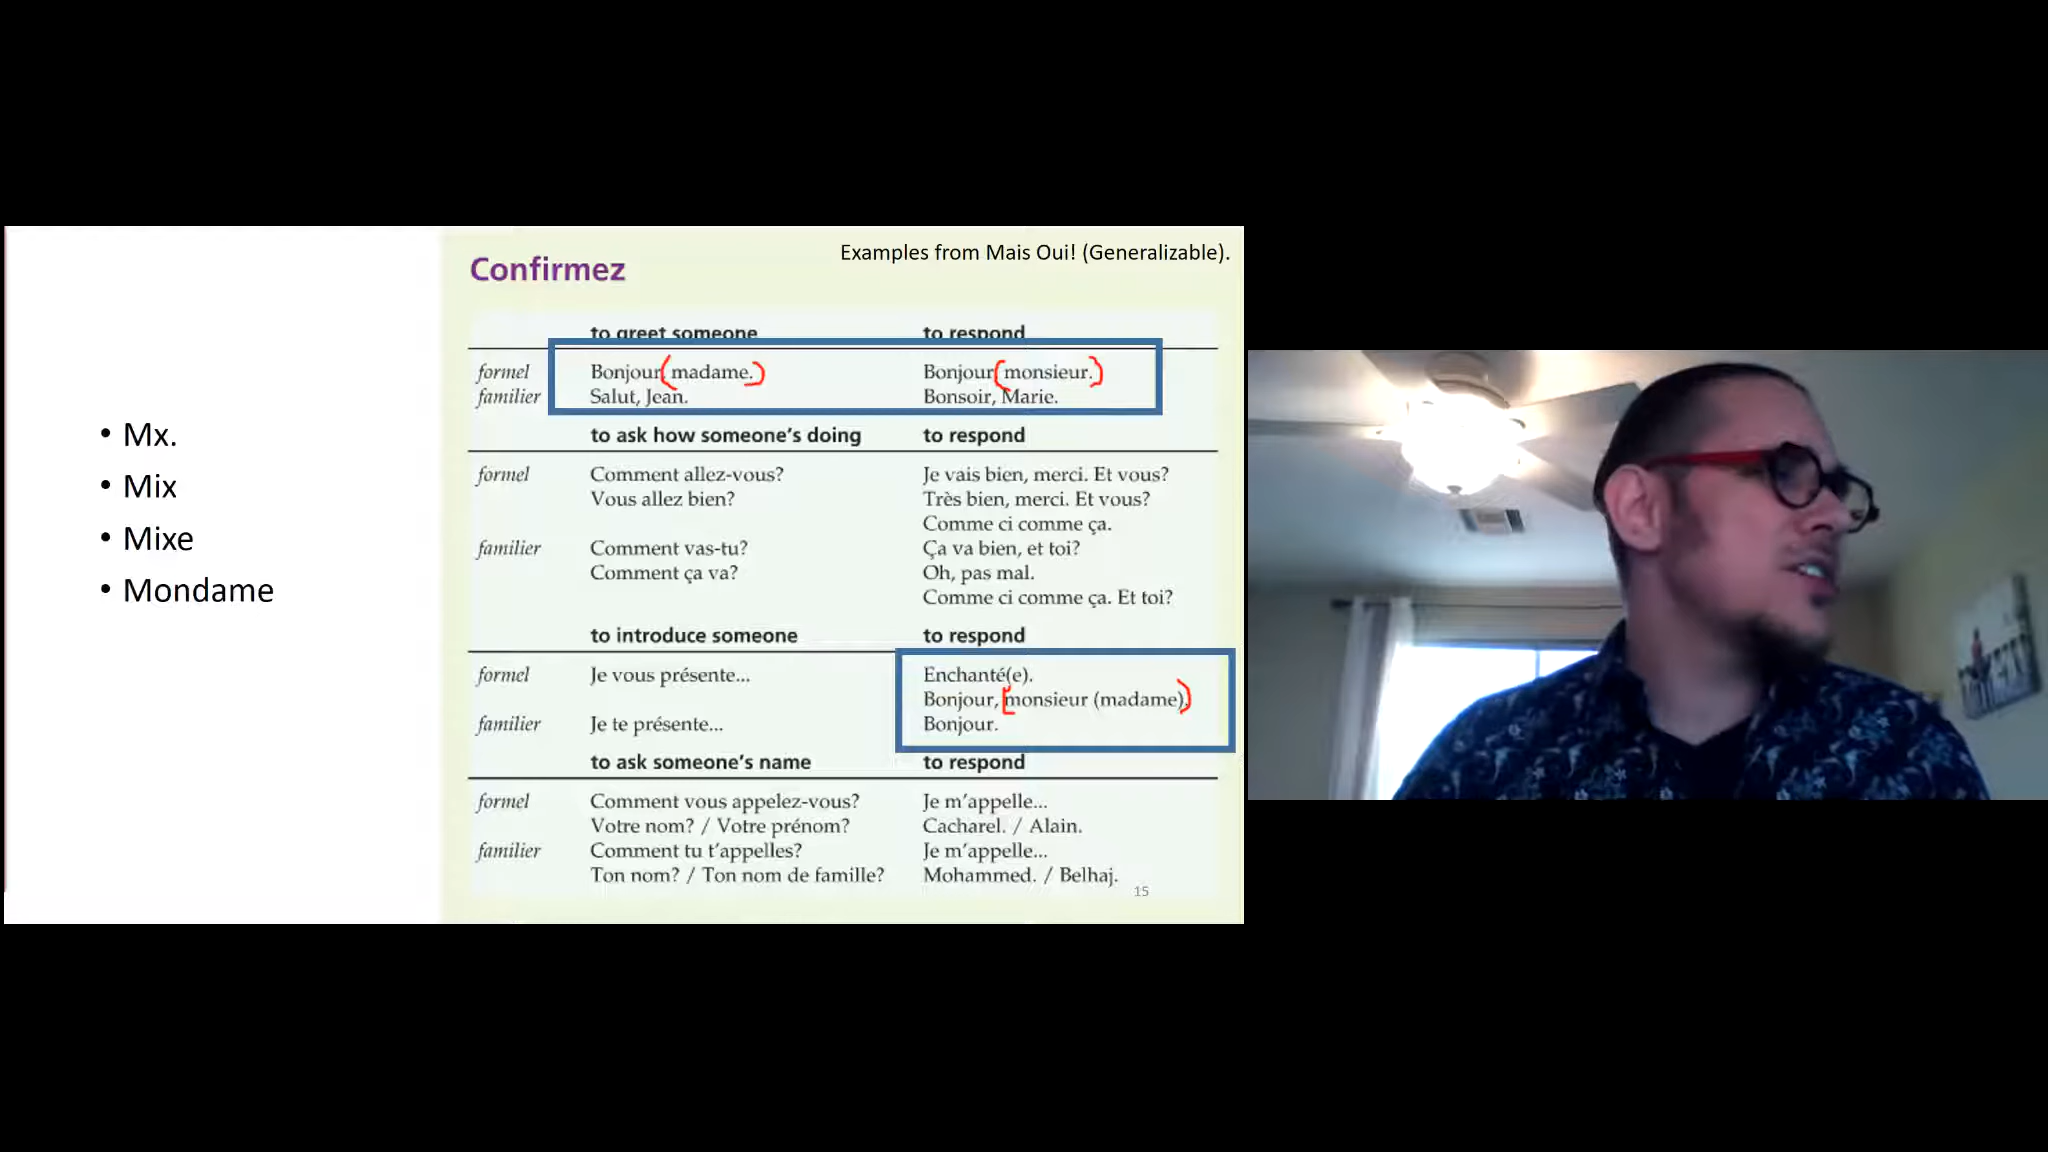 • Mx.
• Mix
• Mixe
• Mondame
Examples from Mais Oui! (Generalizable).
Confirmez
to greet someone to respond
formel Bonjour, (madame.) Bonjour, (monsieur.)
familier Salut, Jean. Bonsoir, Marie.
to ask how someone's doing to respond
formel Comment allez-vous? Je vais bien, merci. Et vous?
Vous allez bien? Très bien, merci. Et vous?
Comme ci comme ça.
familier Comment vas-tu? Ça va bien, et toi?
Comment ça va? Oh, pas mal.
Comme ci comme ça. Et toi?
to introduce someone to respond
formel Je vous présente... Enchanté(e).
Bonjour, [monsieur (madame).)
familier Je te présente... Bonjour.
to ask someone's name to respond
formel Comment vous appelez-vous? Je m'appelle...
Votre nom? / Votre prénom? Cacharel. / Alain.
familier Comment tu t'appelles? Je m'appelle...
Ton nom? / Ton nom de famille? Mohammed. / Belhaj.
15